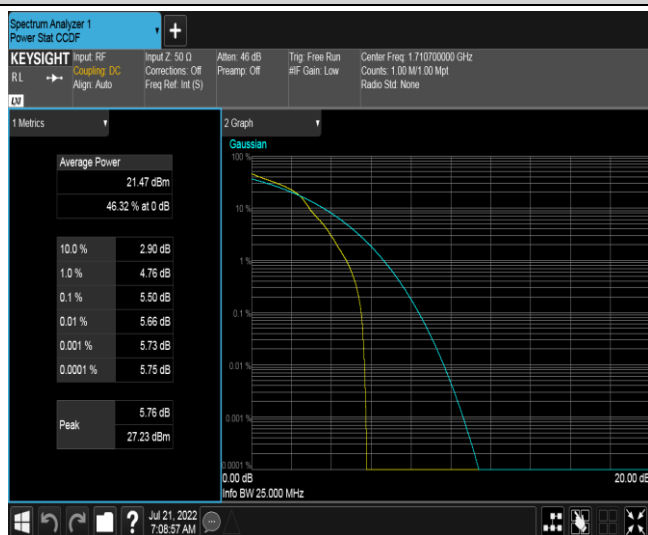 Spectrum Analyzer 1
Power Stat CCDF
KEYSIGHT
RL
LXI
Input: RF
Coupling: DC
Align: Auto
Input Z: 50 Ω
Corrections: Off
Freq Ref: Int (S)
Atten: 46 dB
Preamp: Off
Trig: Free Run
#IF Gain: Low
Center Freq: 1.710700000 GHz
Counts: 1.00 M/1.00 Mpt
Radio Std: None
1 Metrics
Average Power
21.47 dBm
46.32 % at 0 dB
10.0 % 2.90 dB
1.0 % 4.76 dB
0.1 % 5.50 dB
0.01 % 5.66 dB
0.001 % 5.73 dB
0.0001 % 5.75 dB
Peak
5.76 dB
27.23 dBm
2 Graph
Gaussian
100 %
10 %
1 %
0.1 %
0.01 %
0.001 %
0.0001 %
0.00 dB 20.00 dB
Info BW 25.000 MHz
?
Jul 21, 2022
7:08:57 AM